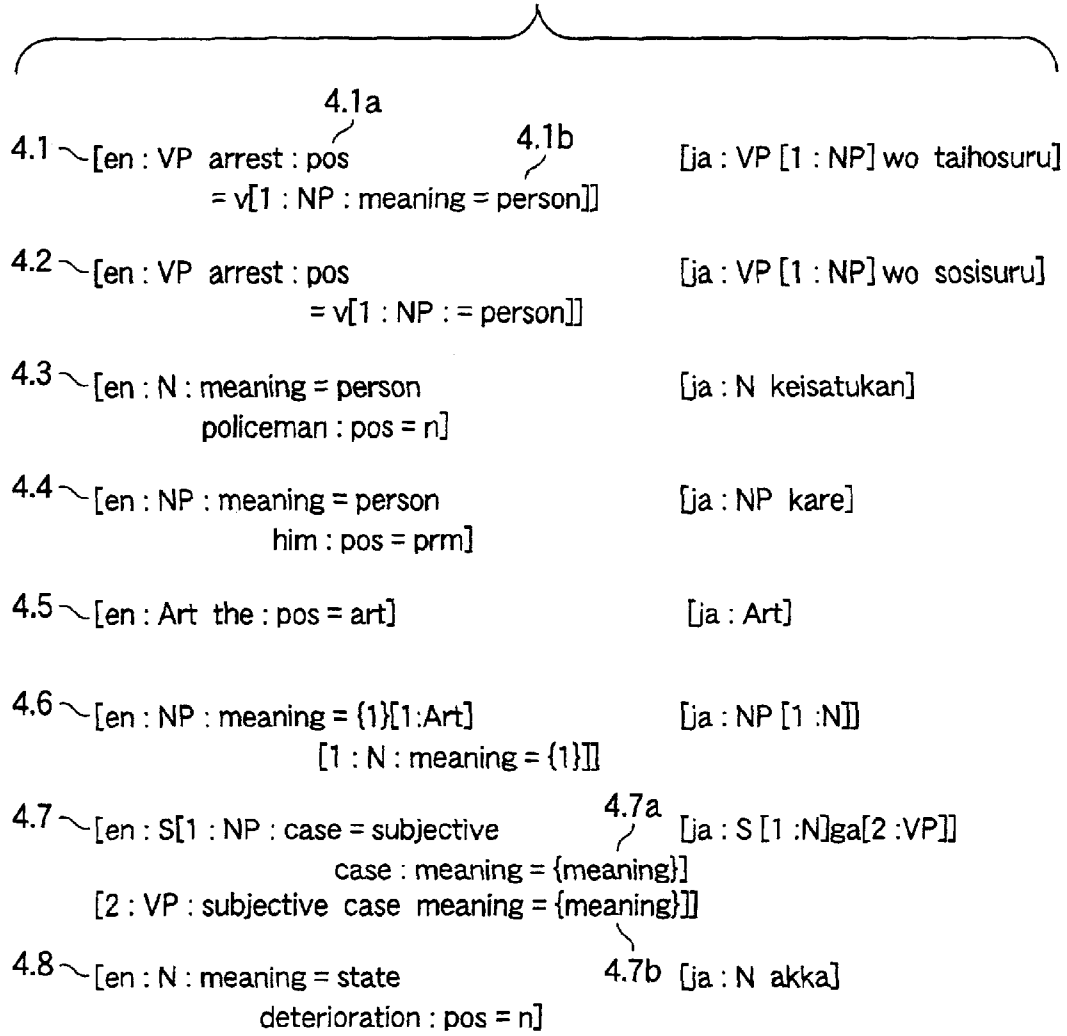 4.1a
4.1 [en : VP arrest : pos 4.1b [ja : VP [1 : NP] wo taihosuru]
= v[1 : NP : meaning = person]]
4.2 [en : VP arrest : pos [ja : VP [1 : NP] wo sosisuru]
= v[1 : NP : = person]]
4.3 [en : N : meaning = person [ja : N keisatukan]
policeman : pos = n]
4.4 [en : NP : meaning = person [ja : NP kare]
him : pos = prm]
4.5 [en : Art the : pos = art] [ja : Art]
4.6 [en : NP : meaning = {1}[1:Art] [ja : NP [1 :N]]
[1 : N : meaning = {1}]]
4.7a
4.7 [en : S[1 : NP : case = subjective [ja : S [1 :N]ga[2 :VP]]
case : meaning = {meaning}]
[2 : VP : subjective case meaning = {meaning}]]
4.8 [en : N : meaning = state 4.7b [ja : N akka]
deterioration : pos = n]